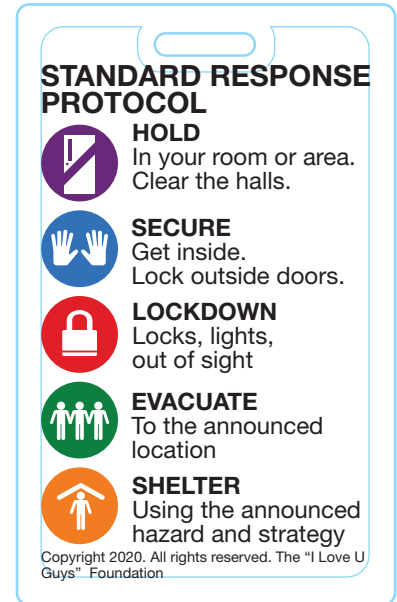 STANDARD RESPONSE
PROTOCOL
HOLD
In your room or area.
Clear the halls.
SECURE
Get inside.
Lock outside doors.
LOCKDOWN
Locks, lights,
out of sight
EVACUATE
To the announced
location
SHELTER
Using the announced
hazard and strategy
Copyright 2020. All rights reserved. The “I Love U
Guys” Foundation